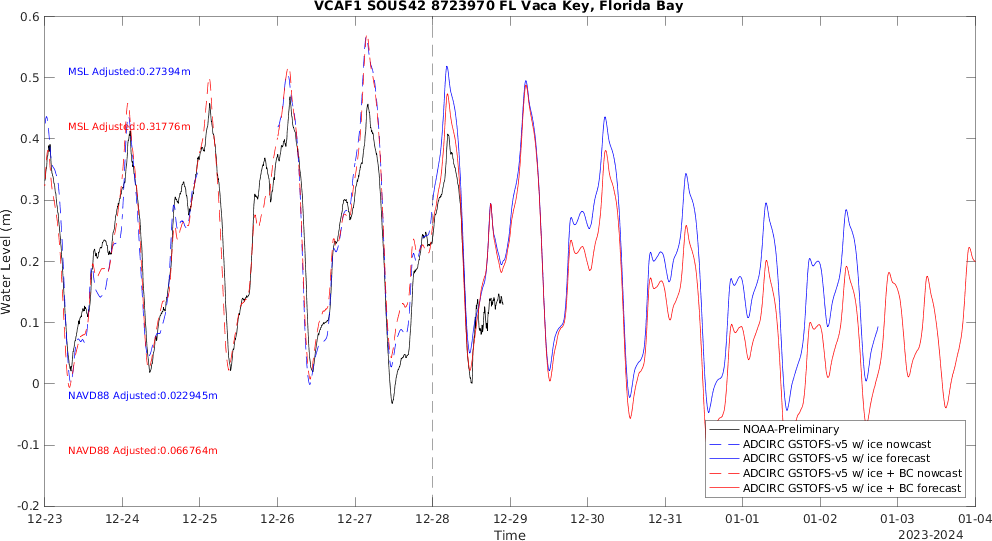 VCAF1 SOUS42 8723970 FL Vaca Key, Florida Bay
0.6
0.5
0.4
0.3
0.2
0.1
0
-0.1
-0.2
Water Level (m)
MSL Adjusted:0.27394m
MSL Adjusted:0.31776m
NAVD88 Adjusted:0.022945m
NAVD88 Adjusted:0.066764m
NOAA-Preliminary
ADCIRC GSTOFS-v5 w/ ice nowcast
ADCIRC GSTOFS-v5 w/ ice forecast
ADCIRC GSTOFS-v5 w/ ice + BC nowcast
ADCIRC GSTOFS-v5 w/ ice + BC forecast
12-23 12-24 12-25 12-26 12-27 12-28 12-29 12-30 12-31 01-01 01-02 01-03 01-04
Time
2023-2024